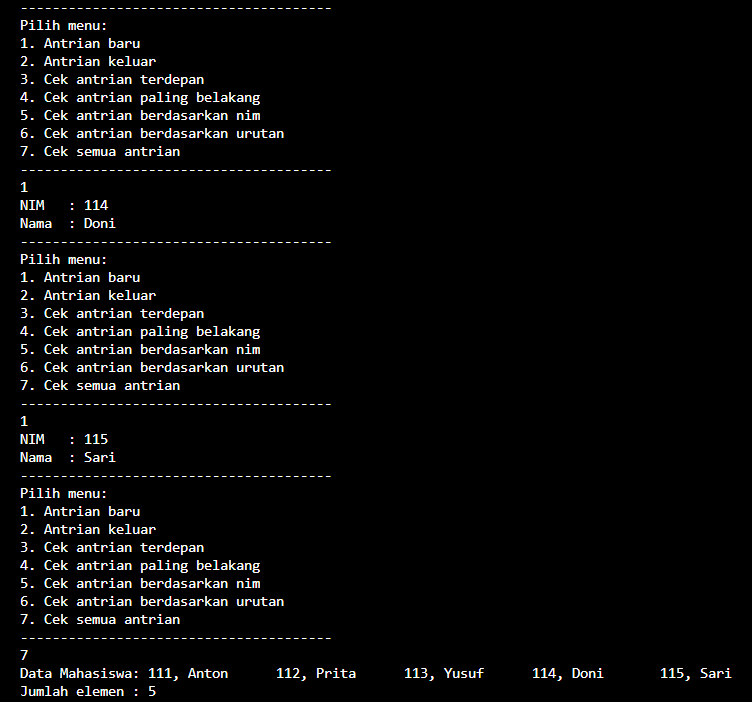 ---------------------------------------
Pilih menu:
1. Antrian baru
2. Antrian keluar
3. Cek antrian terdepan
4. Cek antrian paling belakang
5. Cek antrian berdasarkan nim
6. Cek antrian berdasarkan urutan
7. Cek semua antrian
---------------------------------------
1
NIM   : 114
Nama  : Doni
---------------------------------------
Pilih menu:
1. Antrian baru
2. Antrian keluar
3. Cek antrian terdepan
4. Cek antrian paling belakang
5. Cek antrian berdasarkan nim
6. Cek antrian berdasarkan urutan
7. Cek semua antrian
---------------------------------------
1
NIM   : 115
Nama  : Sari
---------------------------------------
Pilih menu:
1. Antrian baru
2. Antrian keluar
3. Cek antrian terdepan
4. Cek antrian paling belakang
5. Cek antrian berdasarkan nim
6. Cek antrian berdasarkan urutan
7. Cek semua antrian
---------------------------------------
7
Data Mahasiswa: 111, Anton      112, Prita      113, Yusuf      114, Doni       115, Sari
Jumlah elemen : 5